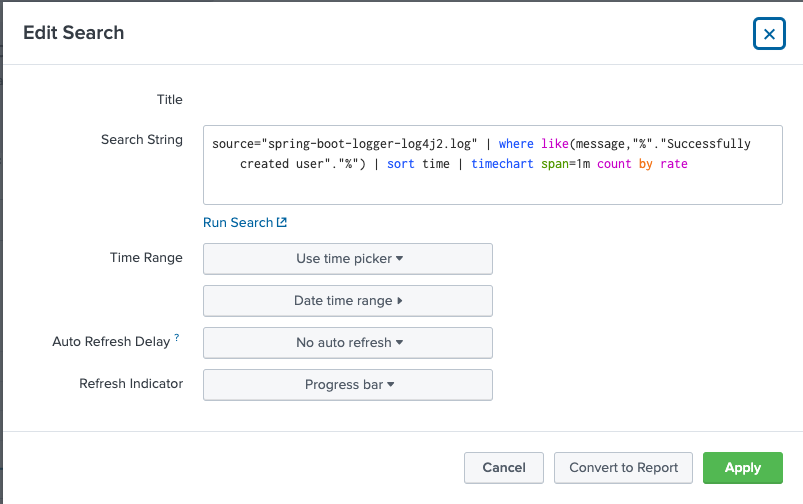 Edit Search
Title
Search String
source="spring-boot-logger-log4j2.log" | where like(message,"%"."Successfully
created user"."%") | sort time | timechart span=1m count by rate
Run Search
Time Range
Use time picker
Date time range
Auto Refresh Delay ?
No auto refresh
Refresh Indicator
Progress bar
Cancel
Convert to Report
Apply